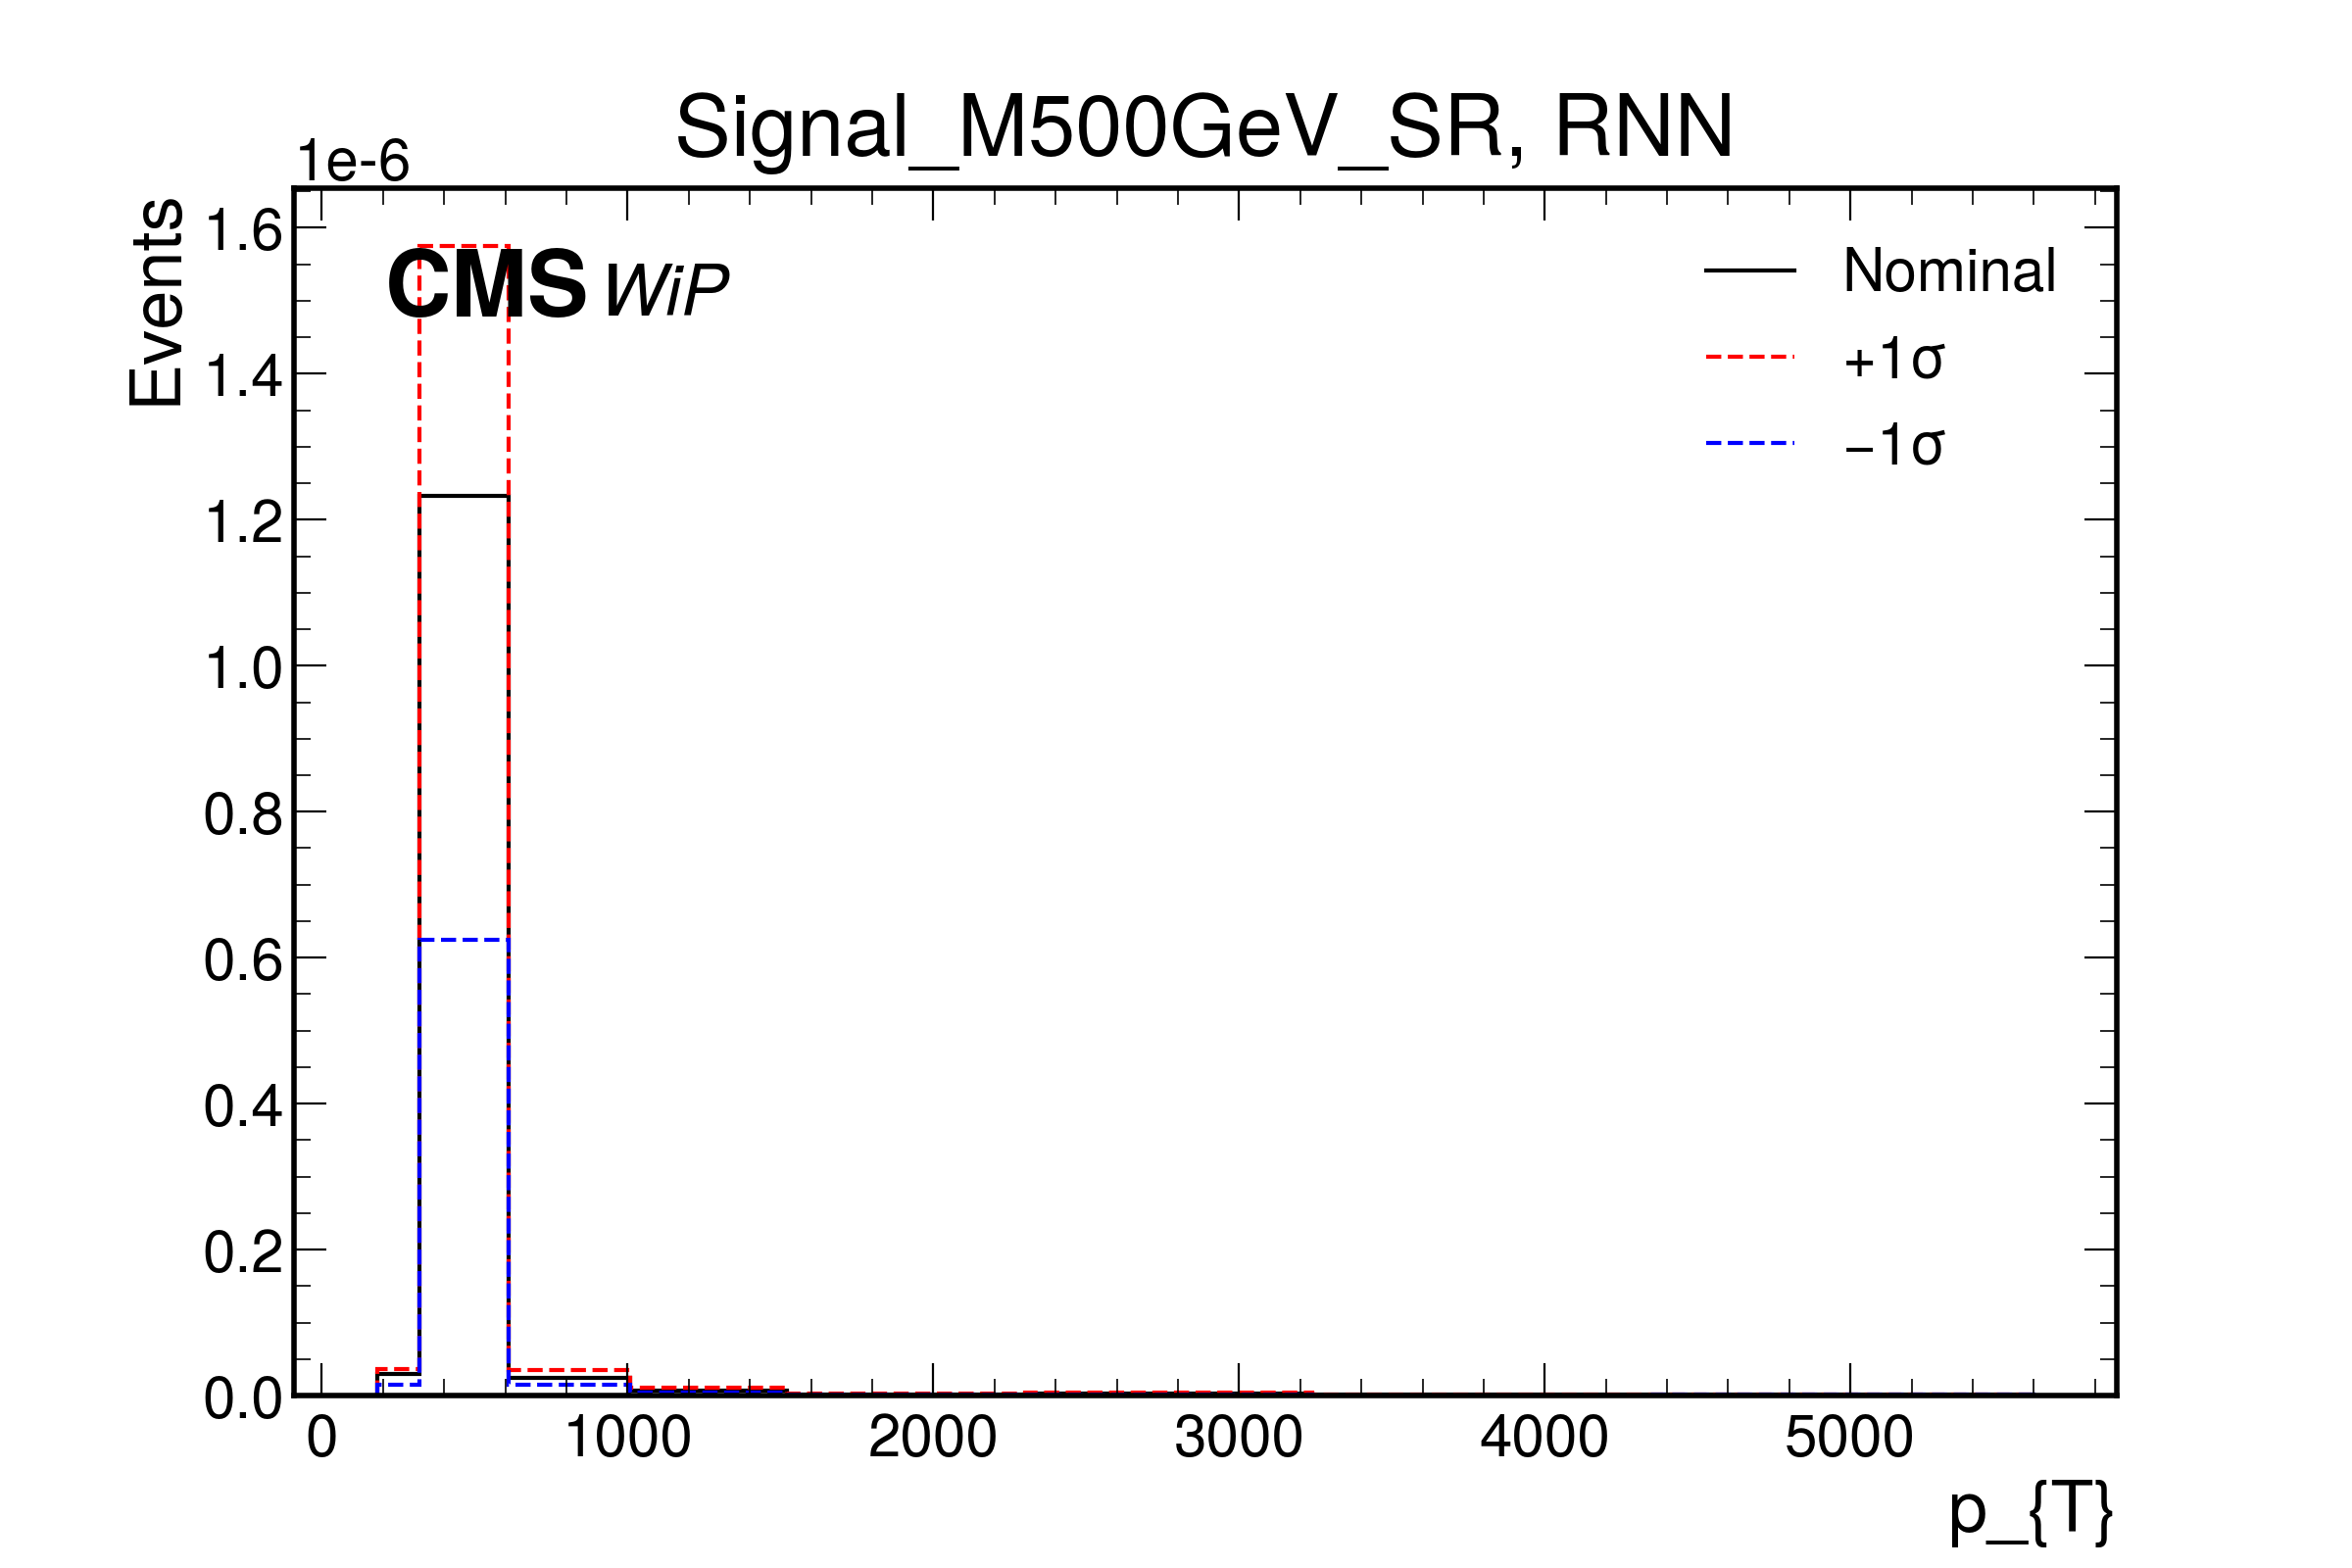 Signal_M500GeV_SR, RNN
1e-6
Events
1.6
1.4
1.2
1.0
0.8
0.6
0.4
0.2
0.0
CMS WiP
Nominal
+1σ
−1σ
0 1000 2000 3000 4000 5000
p_{T}